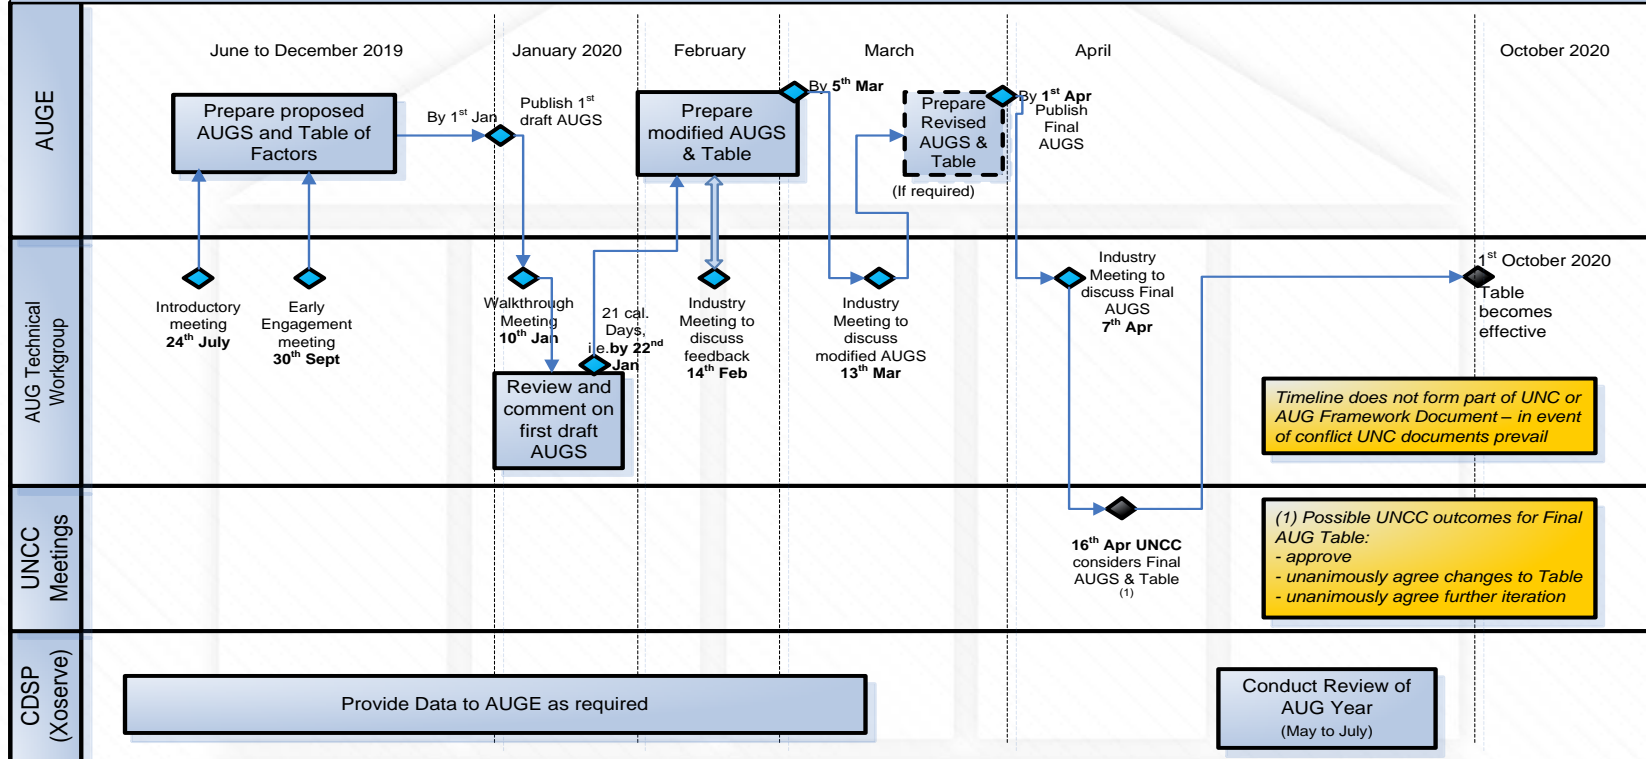 June to December 2019
January 2020
February
March
April
October 2020
AUGE
Prepare proposed
AUGS and Table of
Factors
By 1st Jan
Publish 1st
draft AUGS
Prepare
modified AUGS
& Table
By 5th Mar
Prepare
Revised
AUGS &
Table
(If required)
By 1st Apr
Publish
Final
AUGS
AUG Technical
Workgroup
Introductory
meeting
24th July
Early
Engagement
meeting
30th Sept
Walkthrough
Meeting
10th Jan
21 cal.
Days,
i.e.by 22nd
Jan
Review and
comment on
first draft
AUGS
Industry
Meeting to
discuss
feedback
14th Feb
Industry
Meeting to
discuss
modified AUGS
13th Mar
Industry
Meeting to
discuss Final
AUGS
7th Apr
1st October 2020
Table
becomes
effective
Timeline does not form part of UNC or
AUG Framework Document – in event
of conflict UNC documents prevail
UNCC
Meetings
16th Apr UNCC
considers Final
AUGS & Table
(1)
(1) Possible UNCC outcomes for Final
AUG Table:
- approve
- unanimously agree changes to Table
- unanimously agree further iteration
CDSP
(Xoserve)
Provide Data to AUGE as required
Conduct Review of
AUG Year
(May to July)